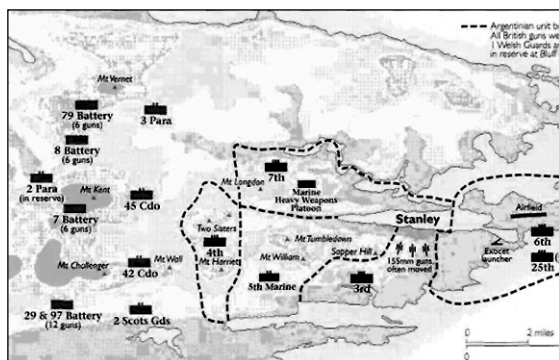 Argentinian unit b
All British guns we
1 Welsh Guards a
in reserve at Bluff
Mt Vernet
79 Battery
(6 guns)
3 Para
8 Battery
(6 guns)
2 Para
(in reserve)
Mt Kent
7 Battery
(6 guns)
45 Cdo
Mt Longdon
7th
Marine
Heavy Weapons
Platoon
Stanley
Airfield
Two Sisters
4th
Mt Harriet
Mt Tumbledown
Mt William
Sapper Hill
155mm guns,
often moved
Exocet
launcher
6th
25th
Mt Challenger
42 Cdo
Mt Wall
5th Marine
3rd
29 & 97 Battery
(12 guns)
2 Scots Gds
0
2 miles
0